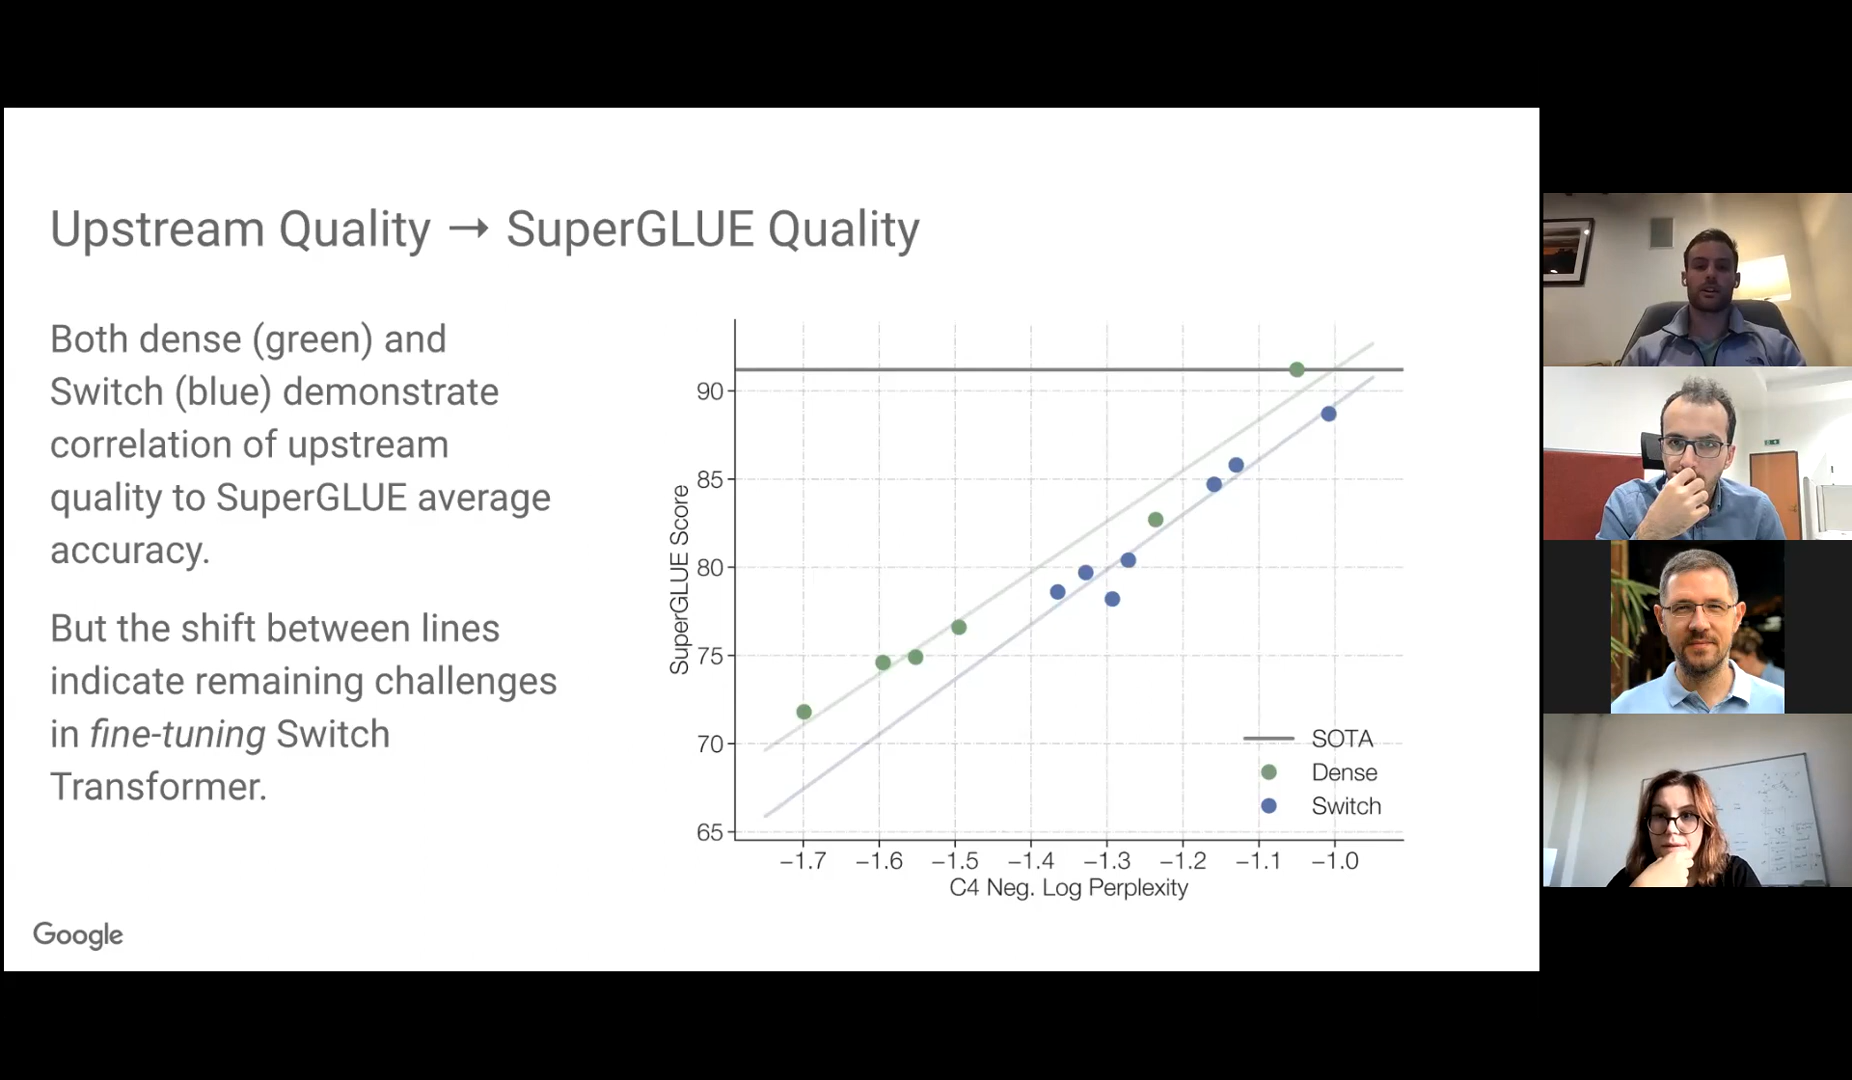 Upstream Quality → SuperGLUE Quality
Both dense (green) and
Switch (blue) demonstrate
correlation of upstream
quality to SuperGLUE average
accuracy.
But the shift between lines
indicate remaining challenges
in fine-tuning Switch
Transformer.
SuperGLUE Score
90
85
80
75
70
65
SOTA
Dense
Switch
−1.7 −1.6 −1.5 −1.4 −1.3 −1.2 −1.1 −1.0
C4 Neg. Log Perplexity
Google